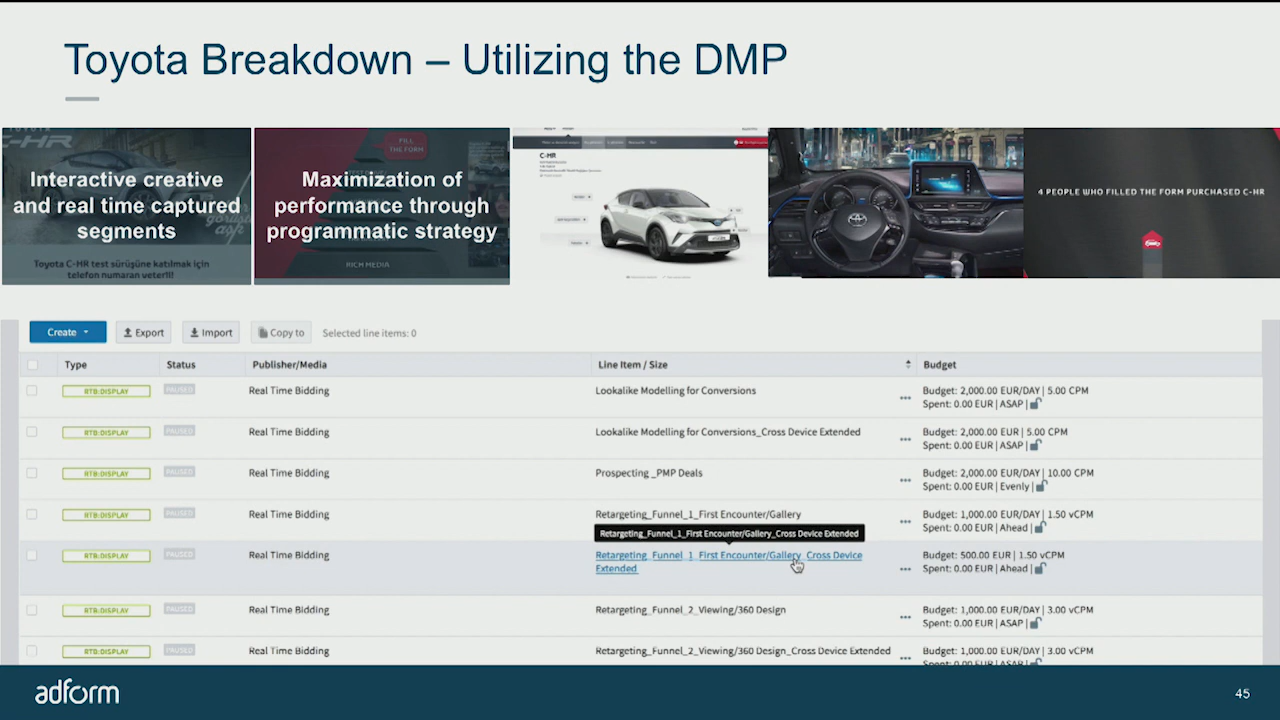 Toyota Breakdown – Utilizing the DMP
C-HR
Interactive creative
and real time captured
segments
Toyota C-HR test sürüşüne katılmak için
telefon numaran yeter!!!
FILL
THE FORM
Maximization of
performance through
programmatic strategy
RICH MEDIA
C-HR
4 PEOPLE WHO FILLED THE FORM PURCHASED C-HR
Create Export Import Copy to Selected line items: 0
Type Status Publisher/Media Line Item / Size Budget
RTB:DISPLAY PAUSED Real Time Bidding Lookalike Modelling for Conversions ••• Budget: 2,000.00 EUR/DAY | 5.00 CPM
Spent: 0.00 EUR | ASAP |
RTB:DISPLAY PAUSED Real Time Bidding Lookalike Modelling for Conversions_Cross Device Extended ••• Budget: 2,000.00 EUR | 5.00 CPM
Spent: 0.00 EUR | ASAP |
RTB:DISPLAY PAUSED Real Time Bidding Prospecting _PMP Deals ••• Budget: 2,000.00 EUR/DAY | 10.00 CPM
Spent: 0.00 EUR | Evenly |
RTB:DISPLAY PAUSED Real Time Bidding Retargeting_Funnel_1_First Encounter/Gallery ••• Budget: 1,000.00 EUR/DAY | 1.50 vCPM
Spent: 0.00 EUR | Ahead |
Retargeting_Funnel_1_First Encounter/Gallery_Cross Device Extended
RTB:DISPLAY PAUSED Real Time Bidding Retargeting_Funnel_1_First Encounter/Gallery_Cross Device ••• Budget: 500.00 EUR | 1.50 vCPM
Extended Spent: 0.00 EUR | Ahead |
RTB:DISPLAY PAUSED Real Time Bidding Retargeting_Funnel_2_Viewing/360 Design ••• Budget: 1,000.00 EUR/DAY | 3.00 vCPM
Spent: 0.00 EUR | ASAP |
RTB:DISPLAY PAUSED Real Time Bidding Retargeting_Funnel_2_Viewing/360 Design_Cross Device Extended ••• Budget: 1,000.00 EUR/DAY | 3.00 vCPM
Spent: 0.00 EUR | ASAP |
adform
45